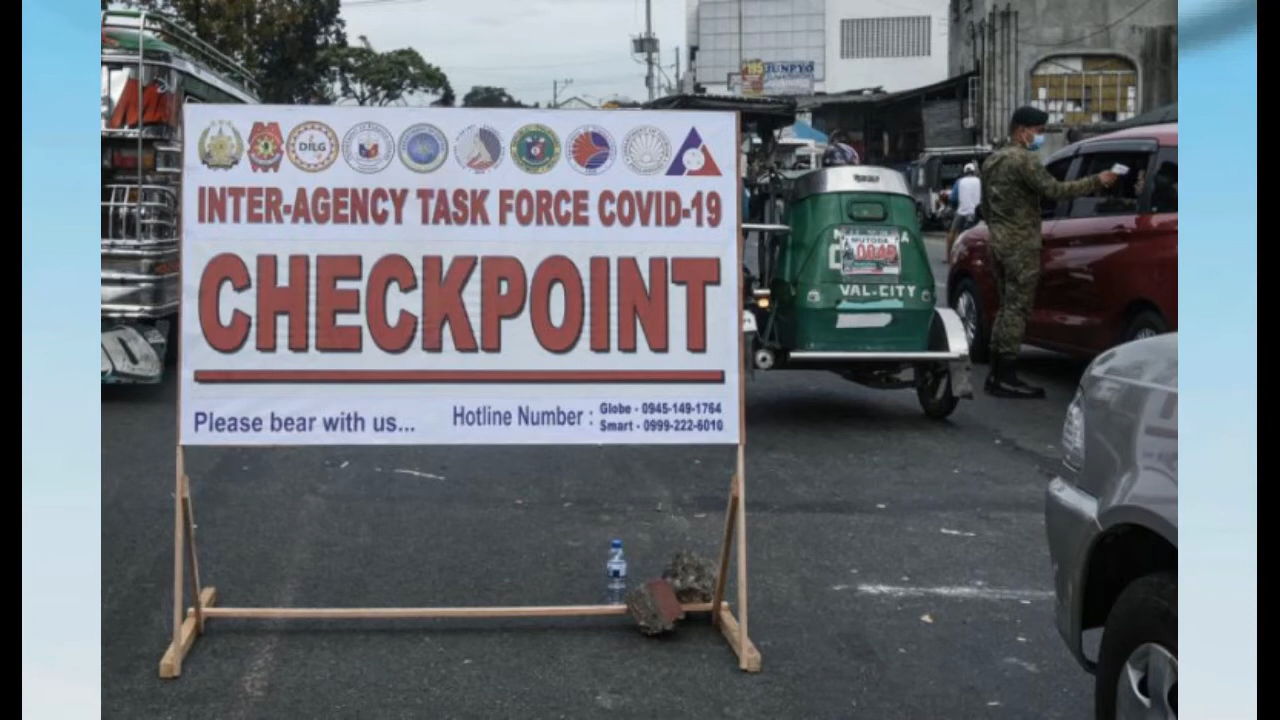 DILG
INTER-AGENCY TASK FORCE COVID-19
CHECKPOINT
Please bear with us...
Hotline Number :
Globe - 0945-149-1764
Smart - 0999-222-6010
195
JUNPYO
VAL.CITY